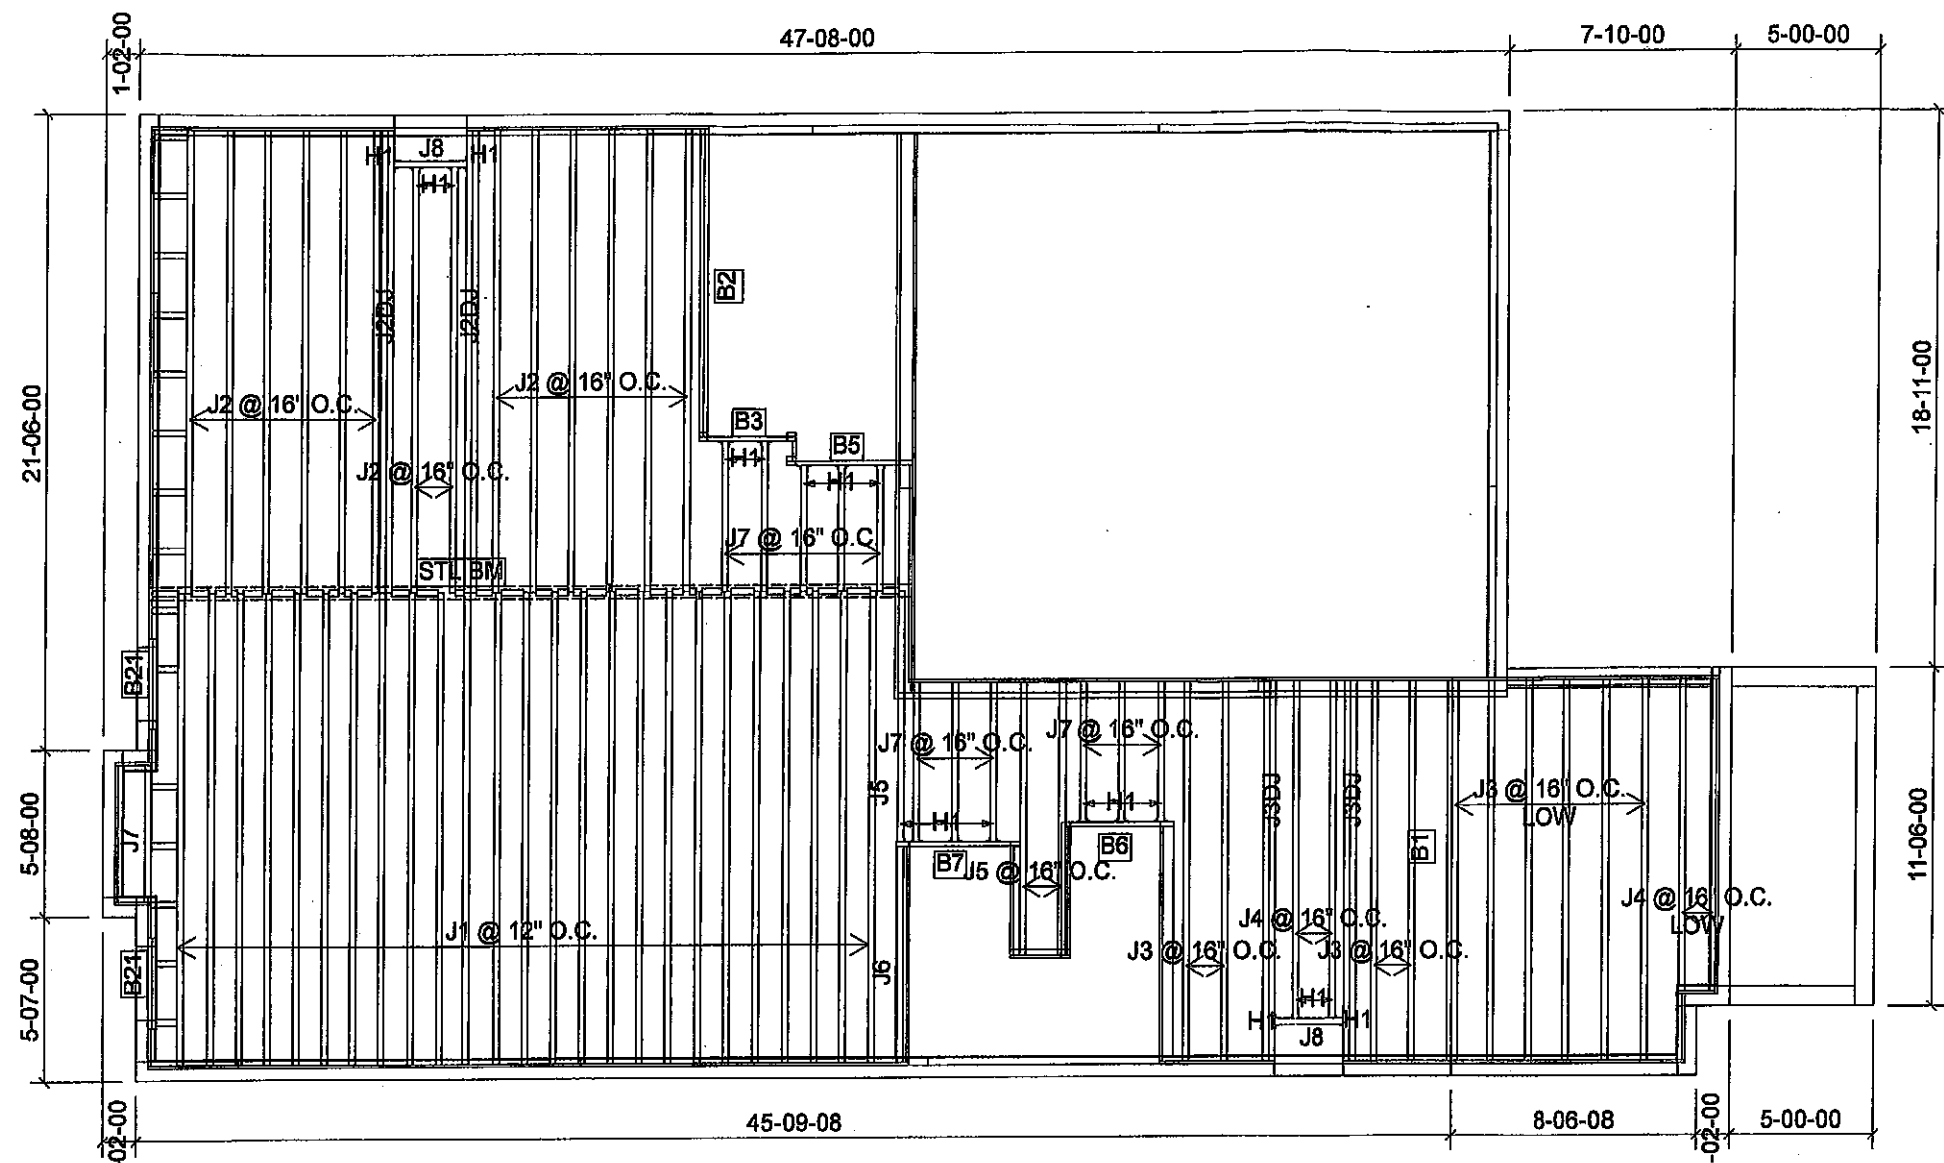 1-02-00
47-08-00
7-10-00
5-00-00
H1
J8
H1
H1
B2
J2DJ
J2DJ
21-06-00
18-11-00
J2 @ 16" O.C.
J2 @ 16" O.C.
B3
B5
H1
H1
J2 @ 16" O.C.
J7 @ 16" O.C.
STL BM
B21
J7 @ 16" O.C.
J7 @ 16" O.C.
J5
J3DJ
J3DJ
J3 @ 16" O.C.
LOW
H1
H1
J7
5-08-00
11-06-00
B7
B6
B1
J5 @ 16" O.C.
J4 @ 16" O.C.
LOW
J4 @ 16" O.C.
J1 @ 12" O.C.
J3 @ 16" O.C.
J3 @ 16" O.C.
B21
J6
5-07-00
H1
H1
H1
J8
-02-00
45-09-08
8-06-08
-02-00
5-00-00